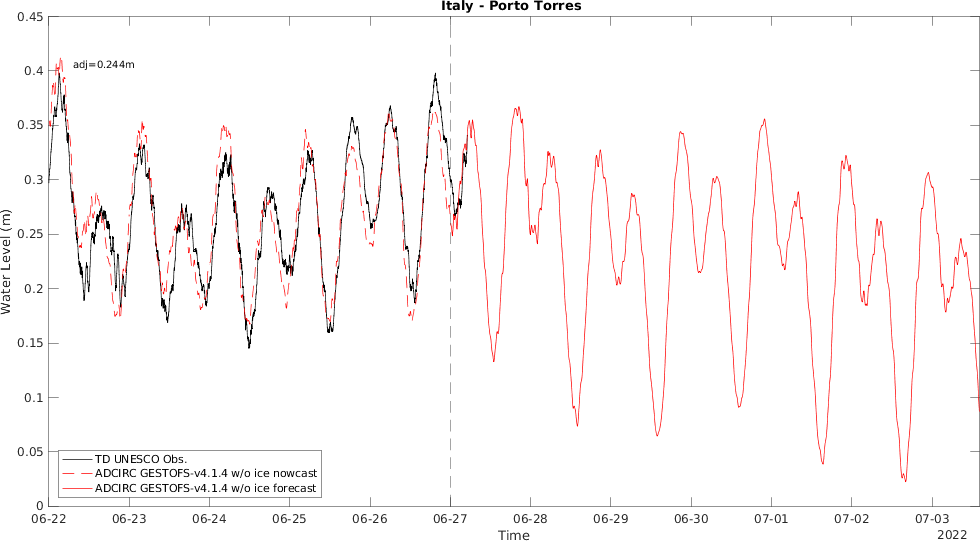 Italy - Porto Torres
adj=0.244m
0.45
0.4
0.35
0.3
0.25
0.2
0.15
0.1
0.05
0
Water Level (m)
TD UNESCO Obs.
ADCIRC GESTOFS-v4.1.4 w/o ice nowcast
ADCIRC GESTOFS-v4.1.4 w/o ice forecast
06-22 06-23 06-24 06-25 06-26 06-27 06-28 06-29 06-30 07-01 07-02 07-03
Time
2022